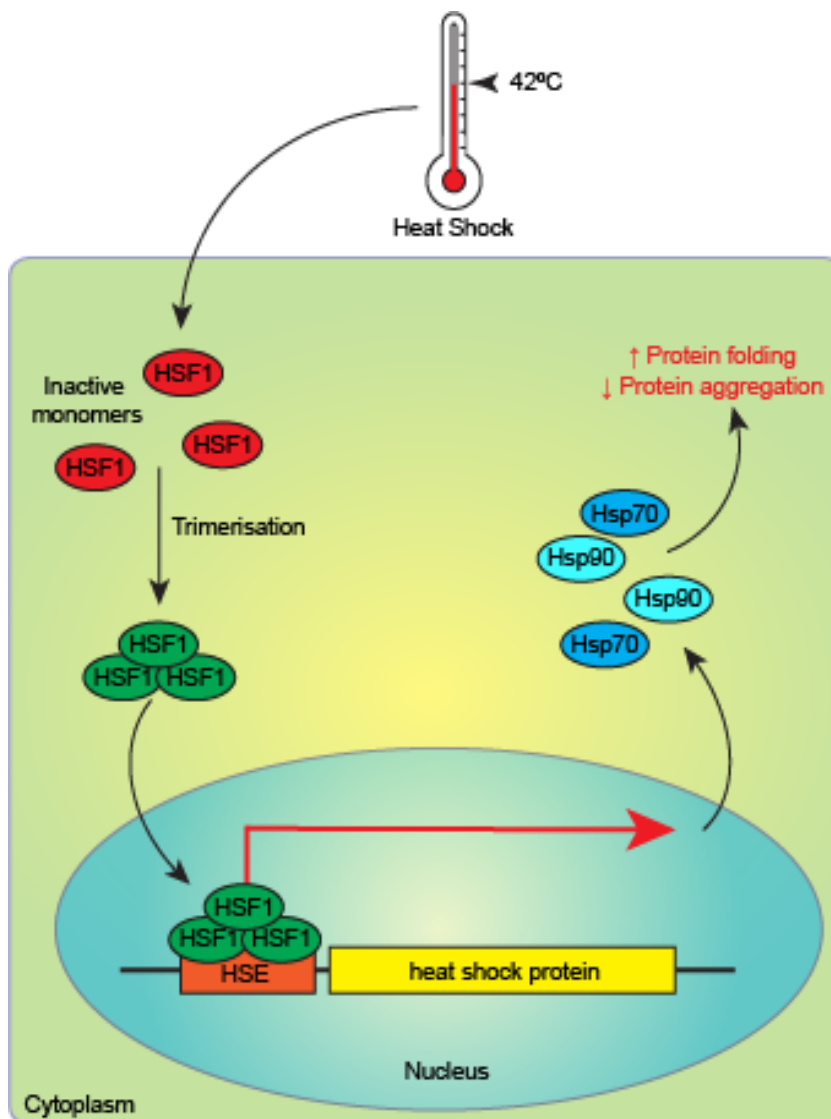 42ºC
Heat Shock
HSF1
Inactive
monomers
HSF1
HSF1
Trimerisation
HSF1
HSF1 HSF1
↑ Protein folding
↓ Protein aggregation
Hsp70
Hsp90
Hsp90
Hsp70
HSF1
HSF1 HSF1
HSE
heat shock protein
Nucleus
Cytoplasm